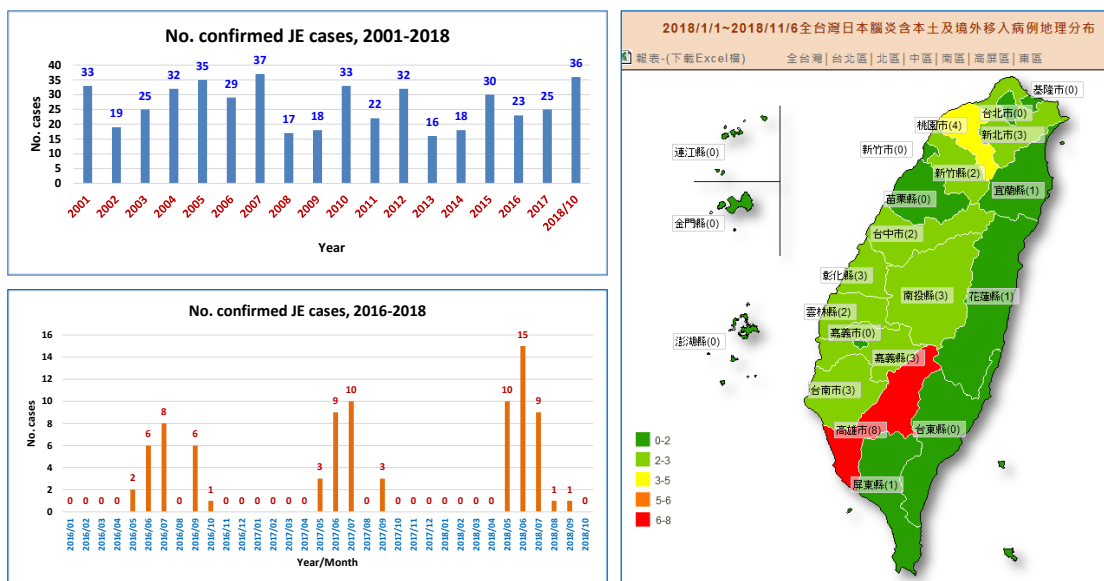 No. confirmed JE cases, 2001-2018
No. cases
40
35
30
25
20
15
10
5
0
33 19 25 32 35 29 37 17 18 33 22 32 16 18 30 23 25 36
2001 2002 2003 2004 2005 2006 2007 2008 2009 2010 2011 2012 2013 2014 2015 2016 2017 2018/10
Year
No. confirmed JE cases, 2016-2018
No. cases
16
14
12
10
8
6
4
2
0
0 0 0 0 2 6 8 0 6 1 0 0 0 0 0 0 3 9 10 0 3 0 0 0 0 0 0 0 10 15 9 1 1 0
2016/01 2016/02 2016/03 2016/04 2016/05 2016/06 2016/07 2016/08 2016/09 2016/10 2016/11 2016/12 2017/01 2017/02 2017/03 2017/04 2017/05 2017/06 2017/07 2017/08 2017/09 2017/10 2017/11 2017/12 2018/01 2018/02 2018/03 2018/04 2018/05 2018/06 2018/07 2018/08 2018/09 2018/10
Year/Month
2018/1/1~2018/11/6全台灣日本腦炎含本土及境外移入病例地理分布
報表-(下載Excel檔) 全台灣|台北區|北區|中區|南區|高屏區|東區
基隆市(0)
台北市(0)
桃園市(4)
新北市(3)
新竹市(0)
連江縣(0)
新竹縣(2)
宜蘭縣(1)
苗栗縣(0)
金門縣(0)
台中市(2)
彰化縣(3)
南投縣(3)
花蓮縣(1)
雲林縣(2)
嘉義市(0)
澎湖縣(0)
嘉義縣(3)
台南市(3)
高雄市(8)
台東縣(0)
屏東縣(1)
0-2
2-3
3-5
5-6
6-8